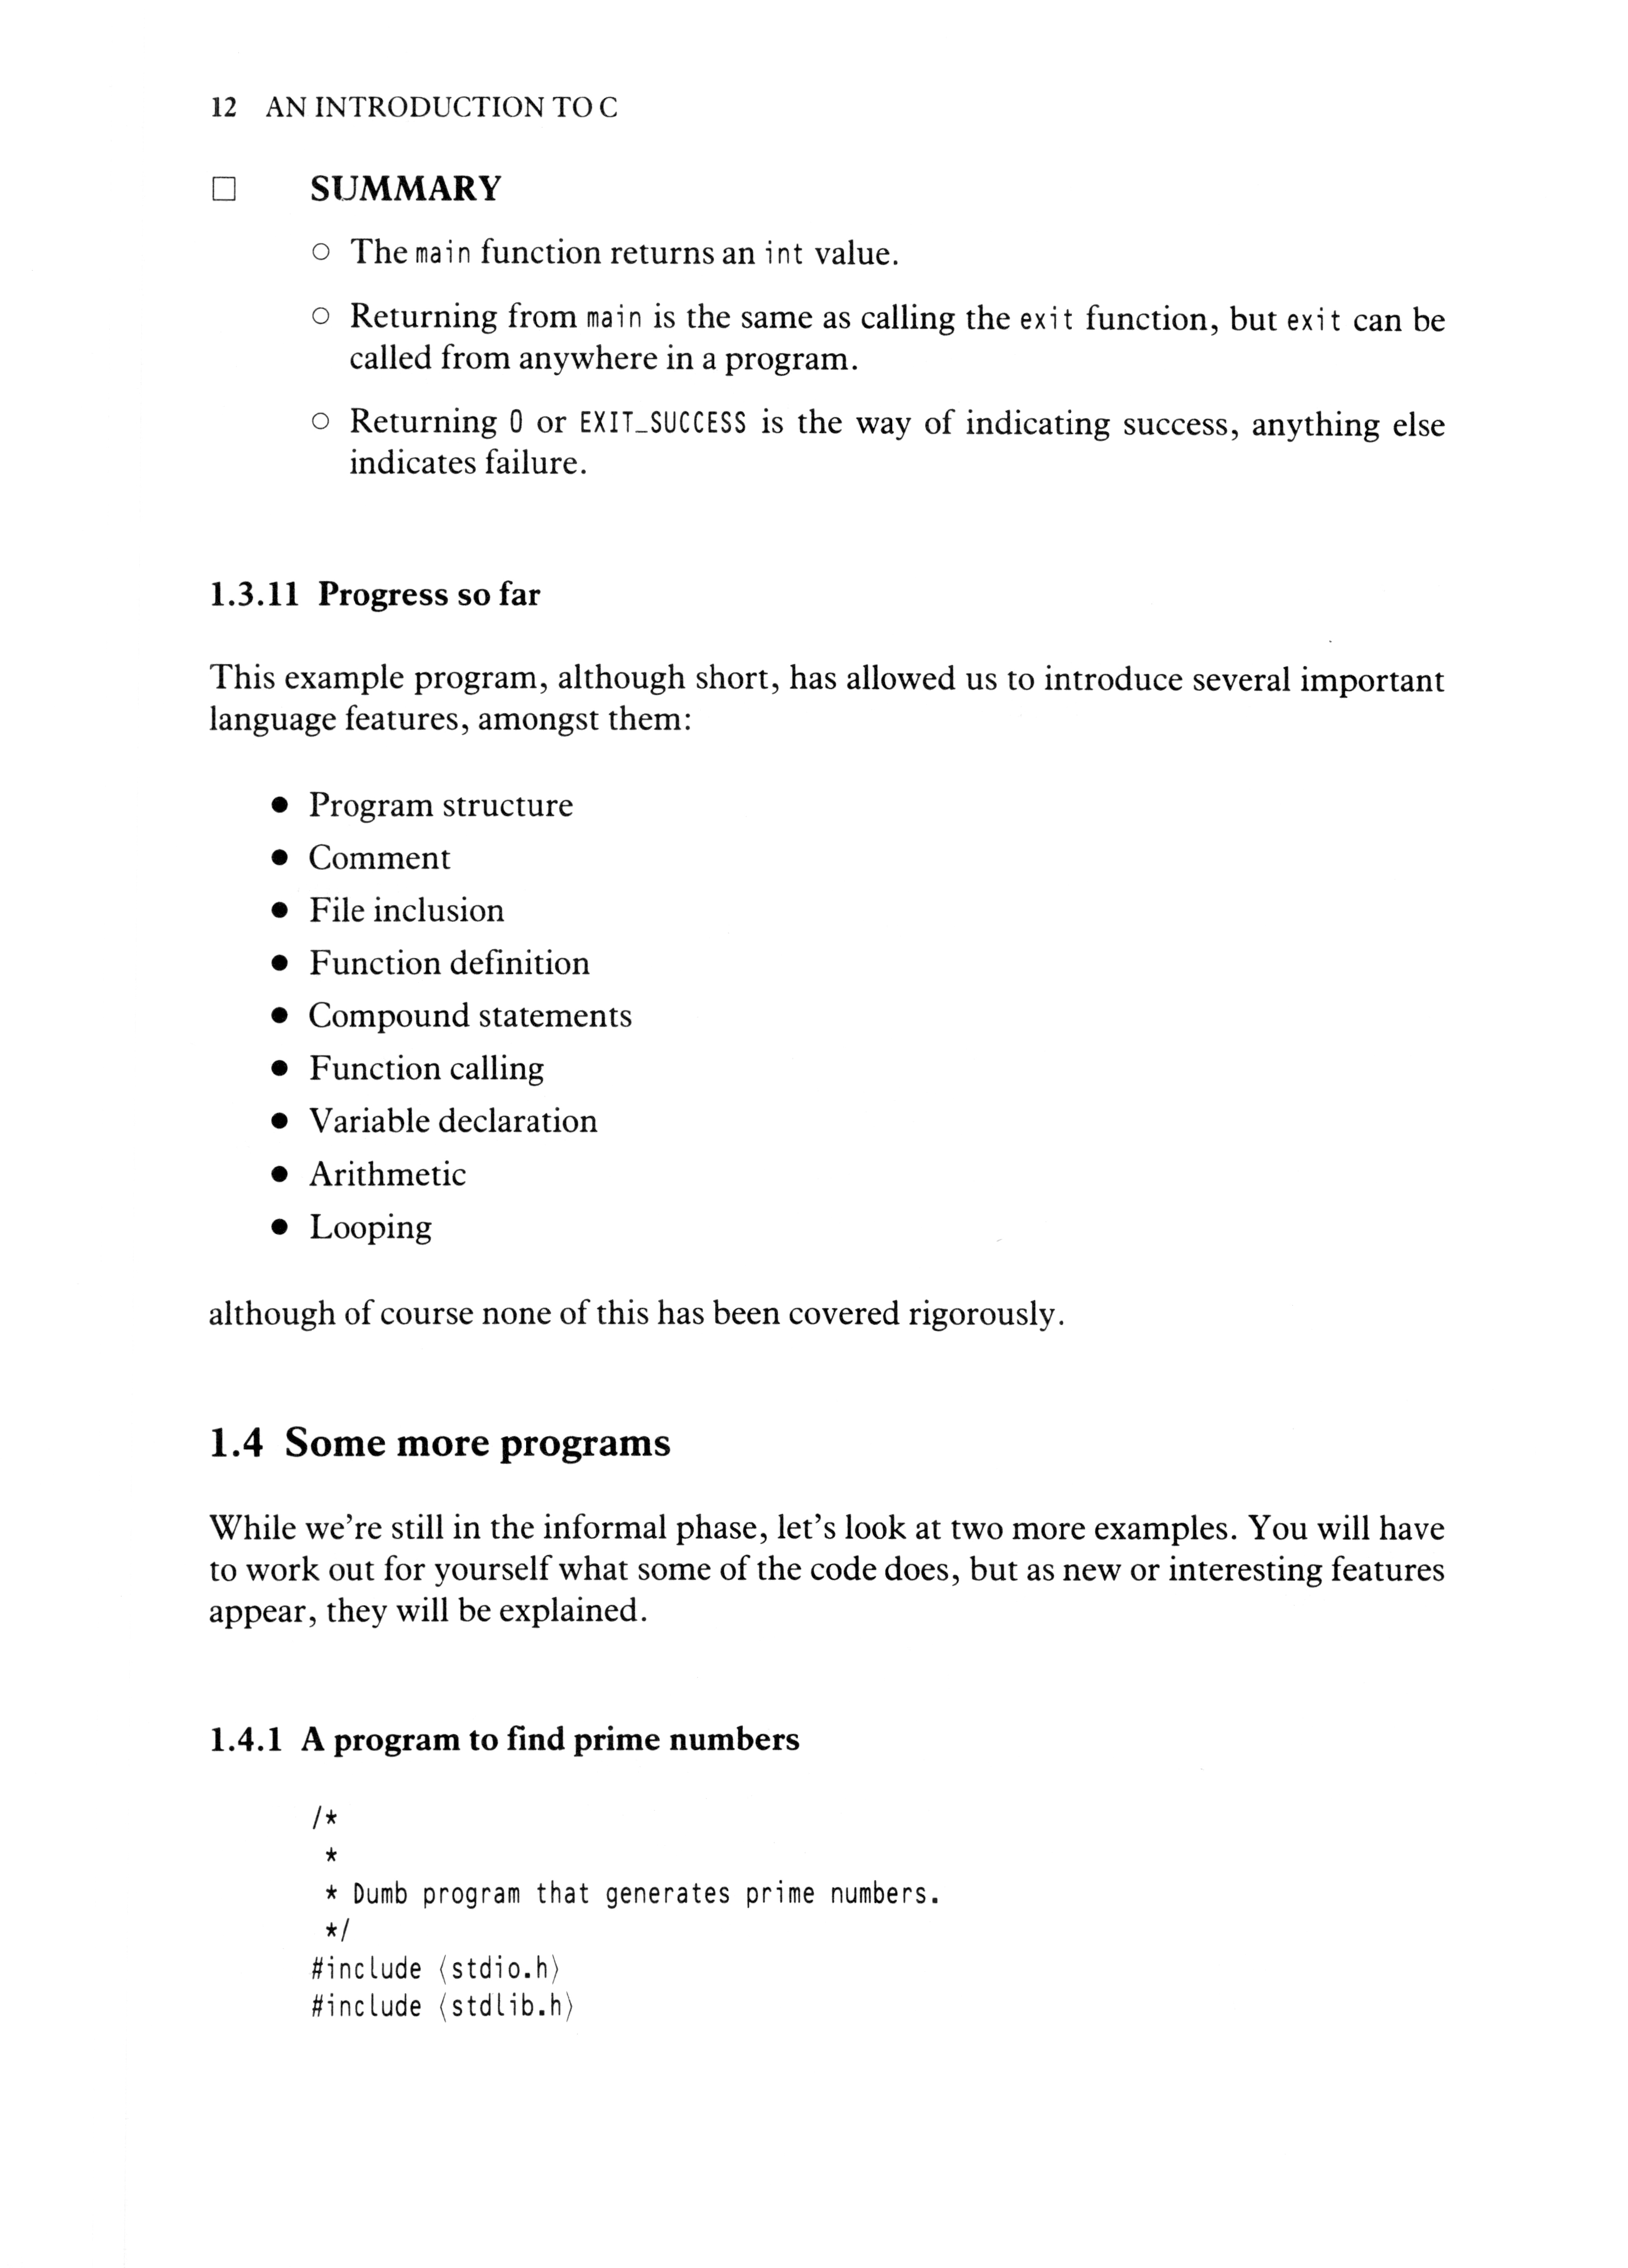 12 AN INTRODUCTION TO C
□ SUMMARY
○ The main function returns an int value.
○ Returning from main is the same as calling the exit function, but exit can be
called from anywhere in a program.
○ Returning 0 or EXIT_SUCCESS is the way of indicating success, anything else
indicates failure.
1.3.11 Progress so far
This example program, although short, has allowed us to introduce several important
language features, amongst them:
● Program structure
● Comment
● File inclusion
● Function definition
● Compound statements
● Function calling
● Variable declaration
● Arithmetic
● Looping
although of course none of this has been covered rigorously.
1.4 Some more programs
While we're still in the informal phase, let's look at two more examples. You will have
to work out for yourself what some of the code does, but as new or interesting features
appear, they will be explained.
1.4.1 A program to find prime numbers
/*
 *
 * Dumb program that generates prime numbers.
 */
#include ⟨stdio.h⟩
#include ⟨stdlib.h⟩